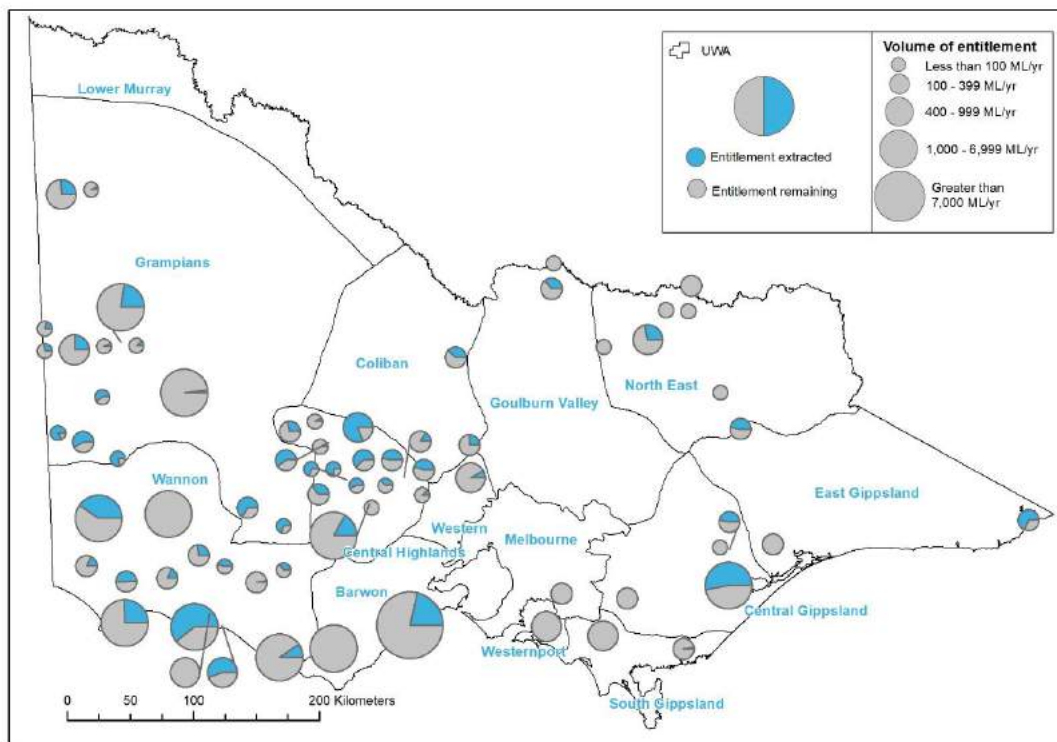 UWA
Entitlement extracted
Entitlement remaining
Volume of entitlement
Less than 100 ML/yr
100 - 399 ML/yr
400 - 999 ML/yr
1,000 - 6,999 ML/yr
Greater than
7,000 ML/yr
Lower Murray
Grampians
Coliban
Goulburn Valley
North East
Wannon
East Gippsland
Western
Melbourne
Central Highlands
Barwon
Central Gippsland
Westernport
South Gippsland
0 50 100 200 Kilometers